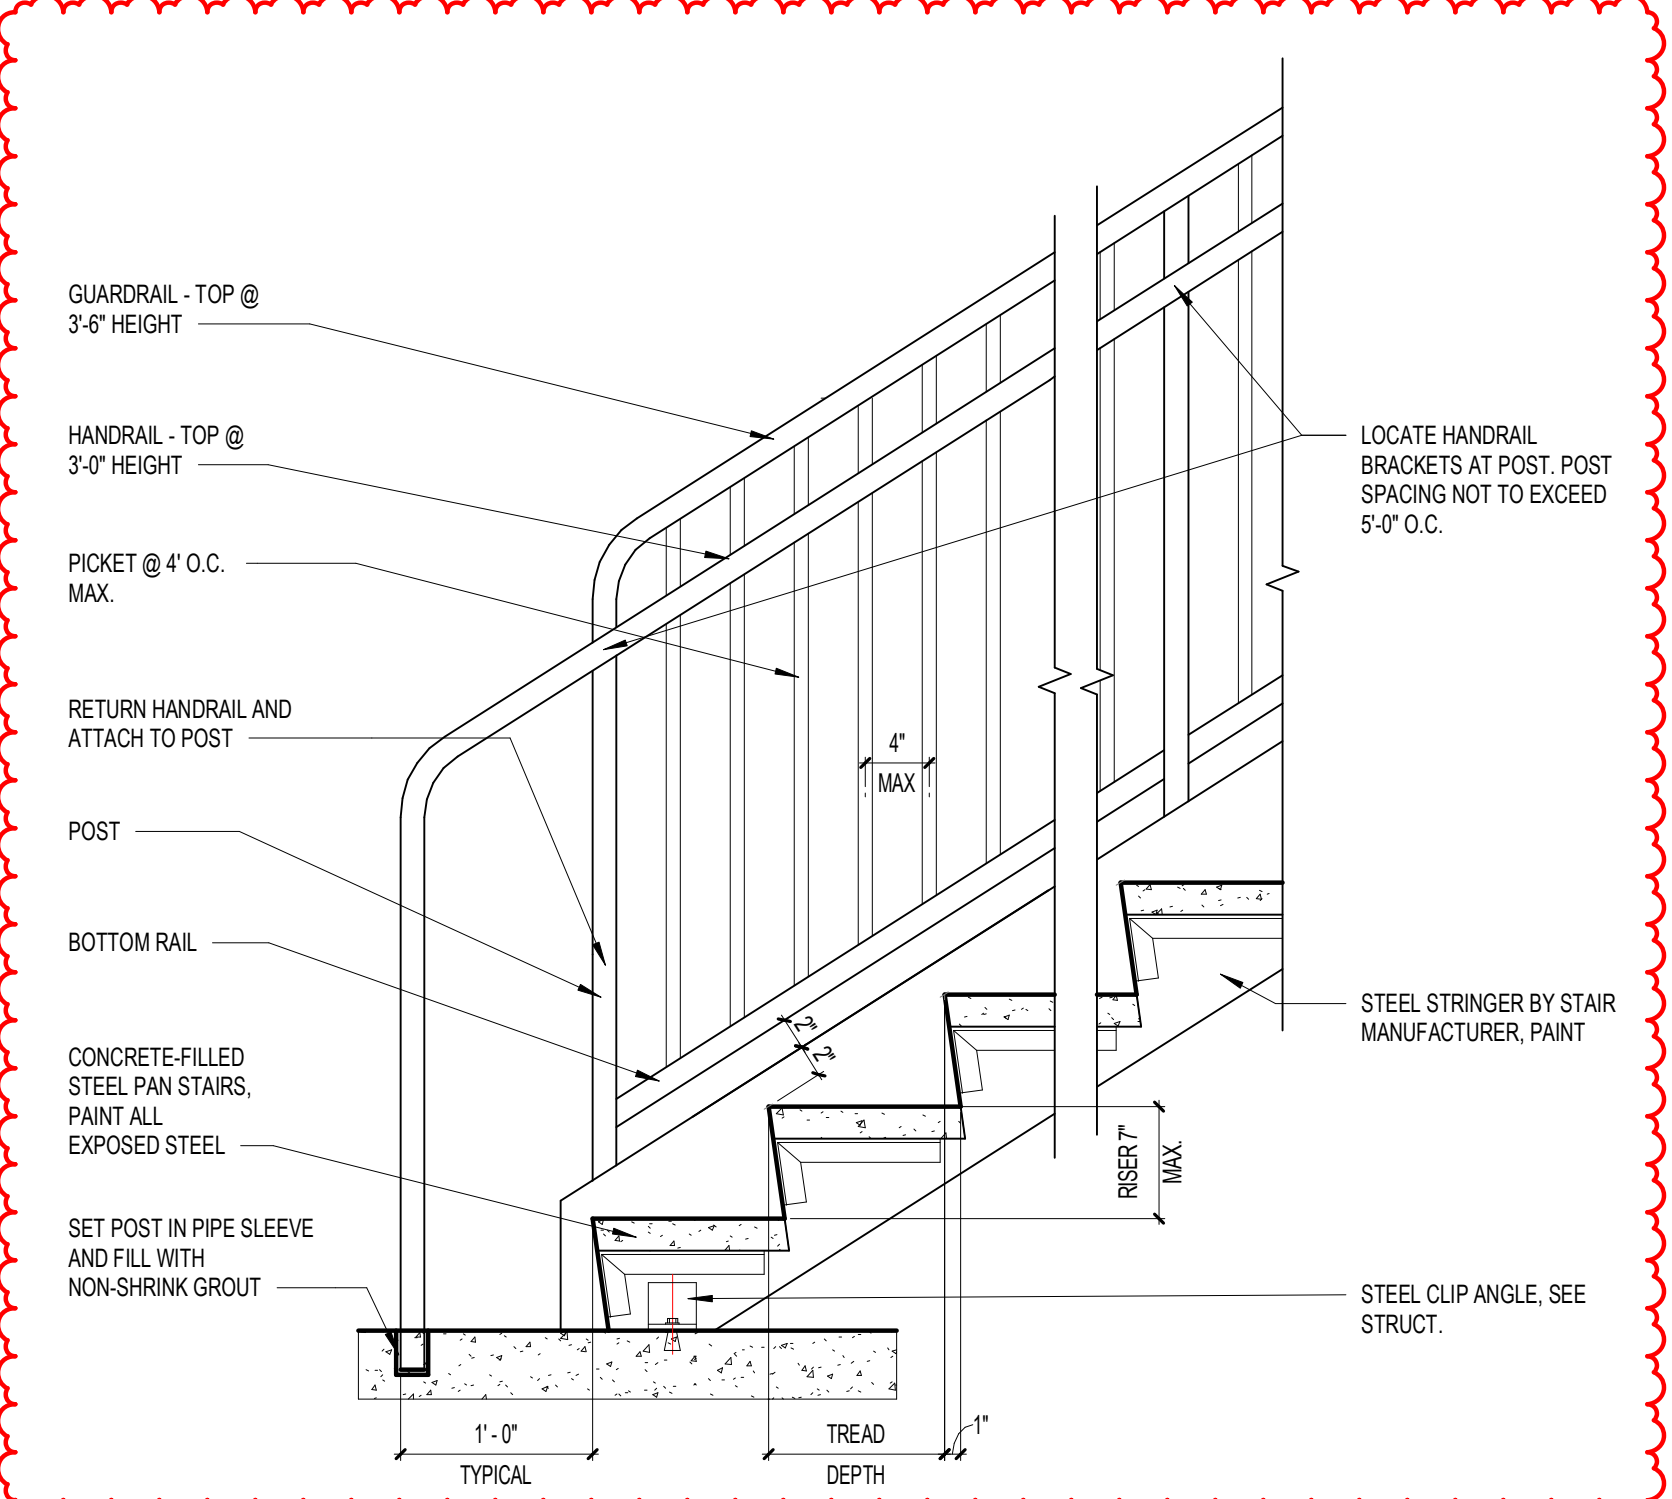 GUARDRAIL - TOP @
3'-6" HEIGHT
HANDRAIL - TOP @
3'-0" HEIGHT
PICKET @ 4' O.C.
MAX.
RETURN HANDRAIL AND
ATTACH TO POST
POST
BOTTOM RAIL
CONCRETE-FILLED
STEEL PAN STAIRS,
PAINT ALL
EXPOSED STEEL
SET POST IN PIPE SLEEVE
AND FILL WITH
NON-SHRINK GROUT
4"
MAX
2"
2"
RISER 7"
MAX.
1' - 0"
TYPICAL
TREAD
DEPTH
1"
LOCATE HANDRAIL
BRACKETS AT POST. POST
SPACING NOT TO EXCEED
5'-0" O.C.
STEEL STRINGER BY STAIR
MANUFACTURER, PAINT
STEEL CLIP ANGLE, SEE
STRUCT.